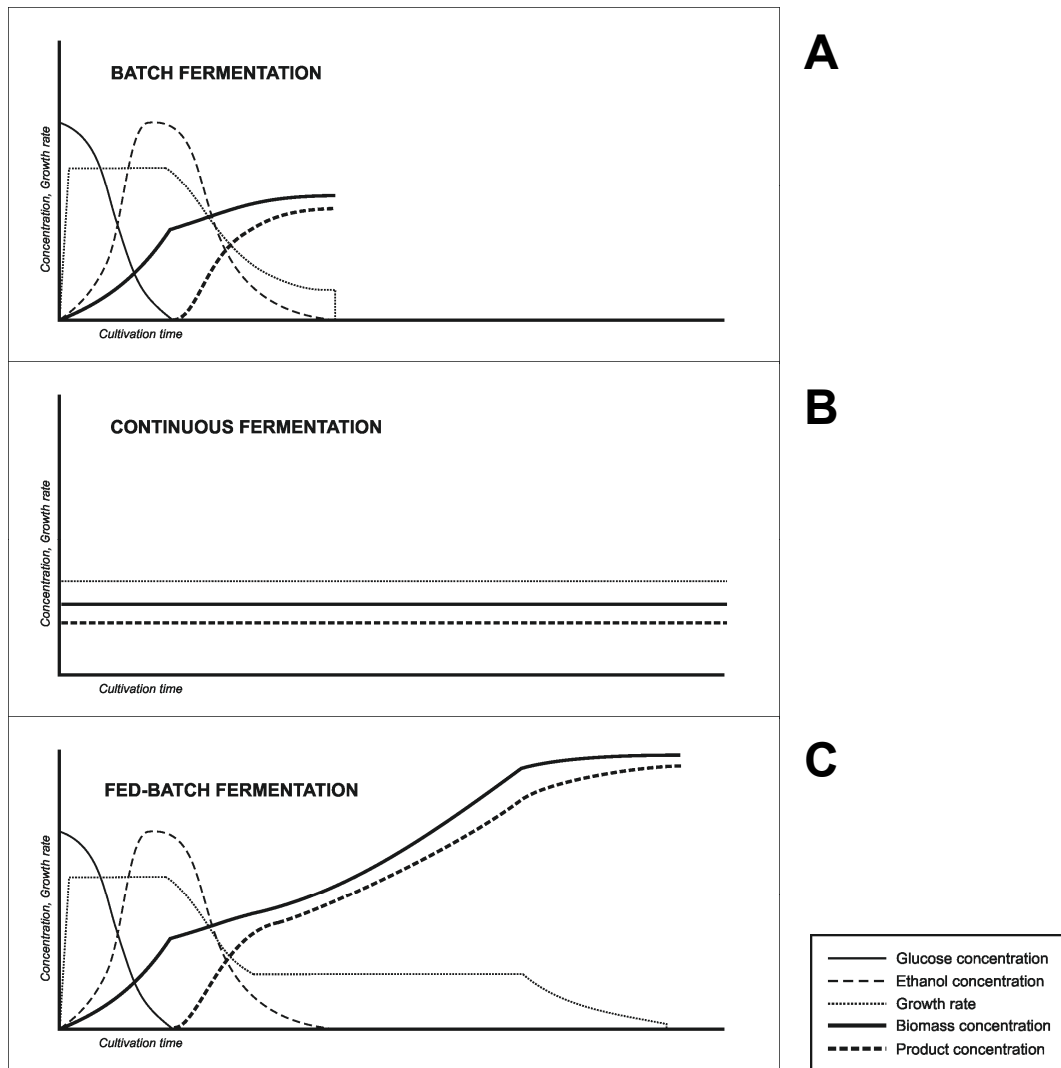 A
BATCH FERMENTATION
Concentration, Growth rate
Cultivation time
B
CONTINUOUS FERMENTATION
Concentration, Growth rate
Cultivation time
C
FED-BATCH FERMENTATION
Concentration, Growth rate
Cultivation time
Glucose concentration
Ethanol concentration
Growth rate
Biomass concentration
Product concentration